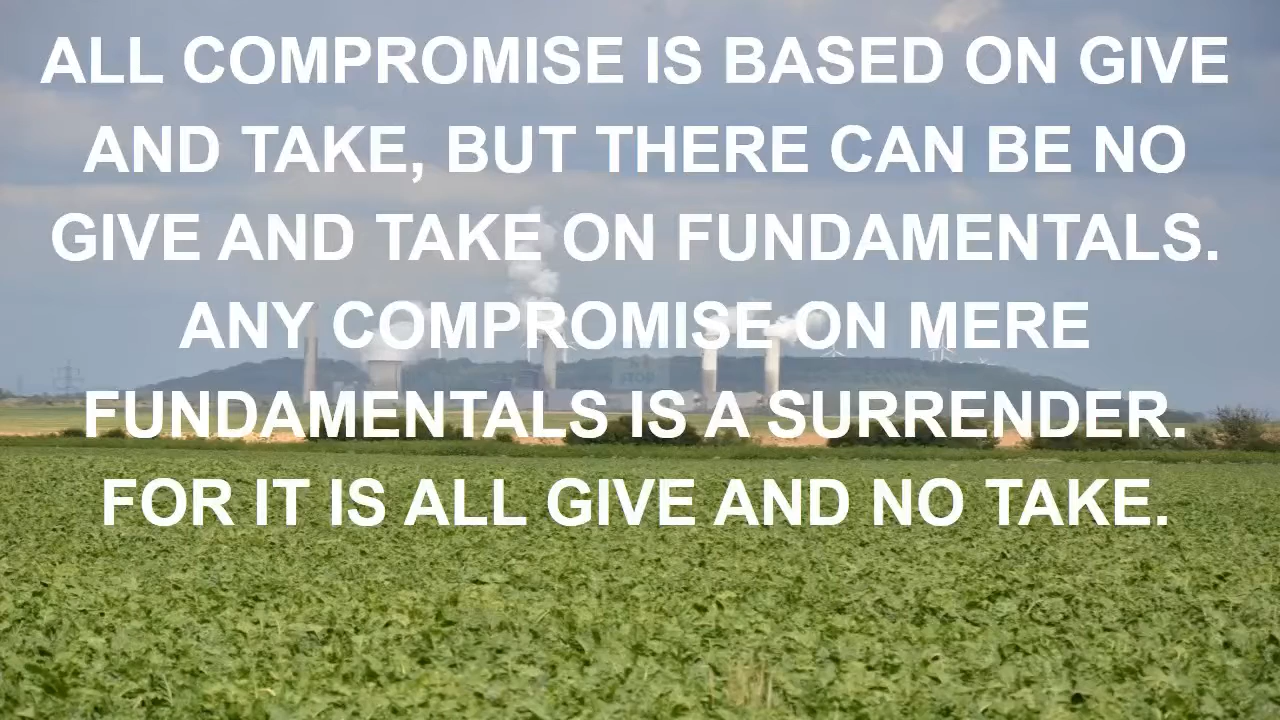 ALL COMPROMISE IS BASED ON GIVE
AND TAKE, BUT THERE CAN BE NO
GIVE AND TAKE ON FUNDAMENTALS.
ANY COMPROMISE ON MERE
FUNDAMENTALS IS A SURRENDER.
FOR IT IS ALL GIVE AND NO TAKE.